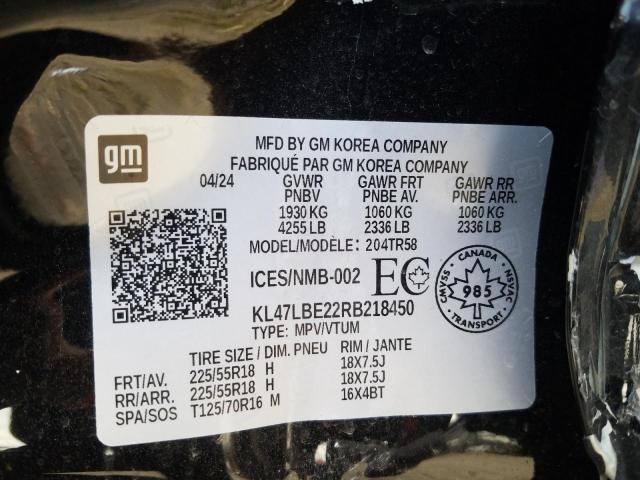 gm
MFD BY GM KOREA COMPANY
FABRIQUÉ PAR GM KOREA COMPANY
04/24 GVWR GAWR FRT GAWR RR
PNBV PNBE AV. PNBE ARR.
1930 KG 1060 KG 1060 KG
4255 LB 2336 LB 2336 LB
MODEL/MODÈLE: 204TR58
ICES/NMB-002 EC
CANADA
CMVSS 985 NSVAC
TRANSPORT
KL47LBE22RB218450
TYPE: MPV/VTUM
TIRE SIZE / DIM. PNEU RIM / JANTE
FRT/AV. 225/55R18 H 18X7.5J
RR/ARR. 225/55R18 H 18X7.5J
SPA/SOS T125/70R16 M 16X4BT